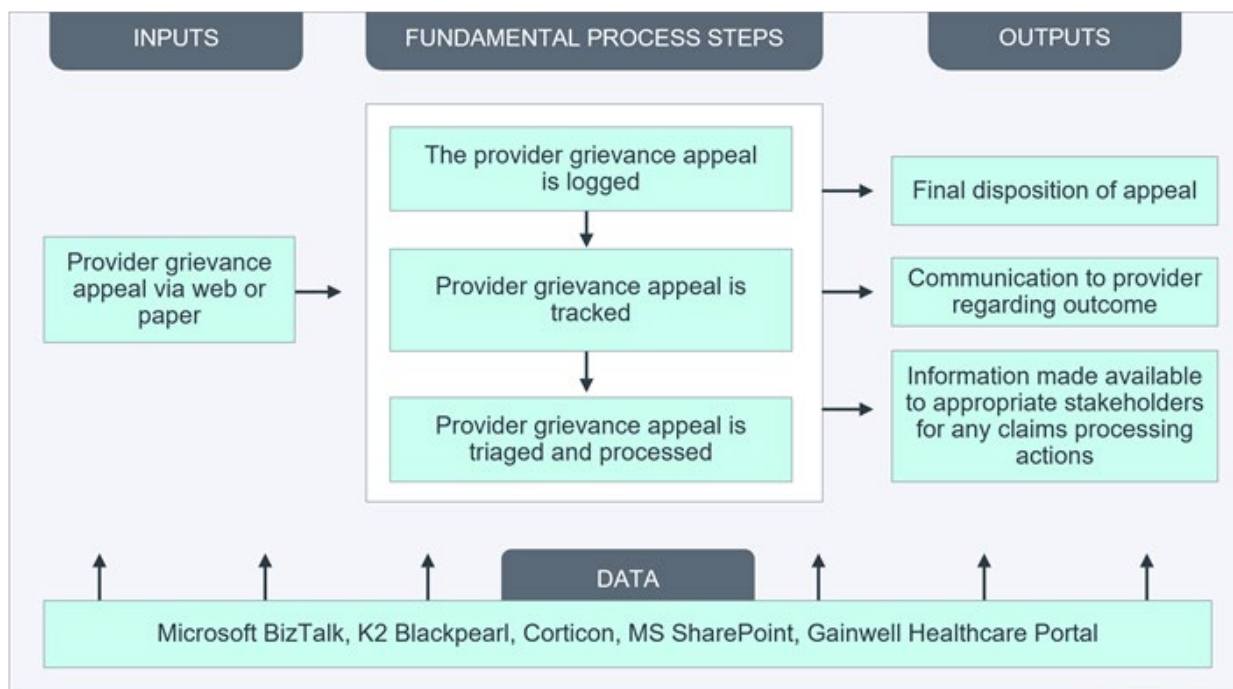 INPUTS
FUNDAMENTAL PROCESS STEPS
OUTPUTS
Provider grievance
appeal via web or
paper
The provider grievance appeal
is logged
Provider grievance appeal is
tracked
Provider grievance appeal is
triaged and processed
Final disposition of appeal
Communication to provider
regarding outcome
Information made available
to appropriate stakeholders
for any claims processing
actions
DATA
Microsoft BizTalk, K2 Blackpearl, Corticon, MS SharePoint, Gainwell Healthcare Portal